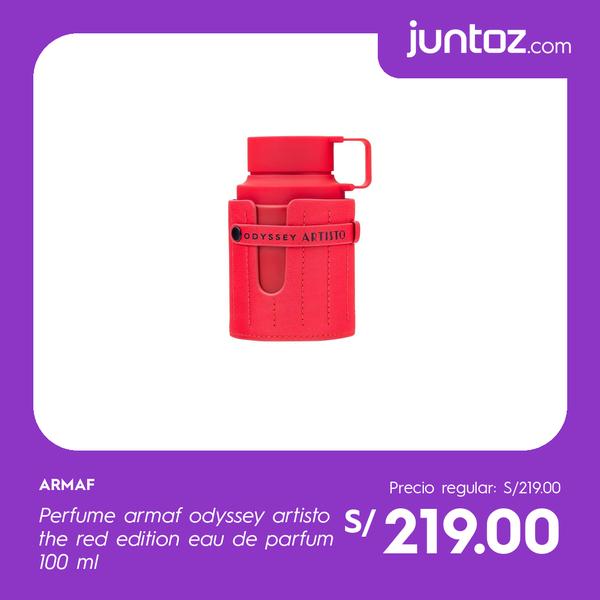 juntoz.com
ODYSSEY ARTISTO
ARMAF
Perfume armaf odyssey artisto
the red edition eau de parfum
100 ml
Precio regular: S/219.00
S/ 219.00